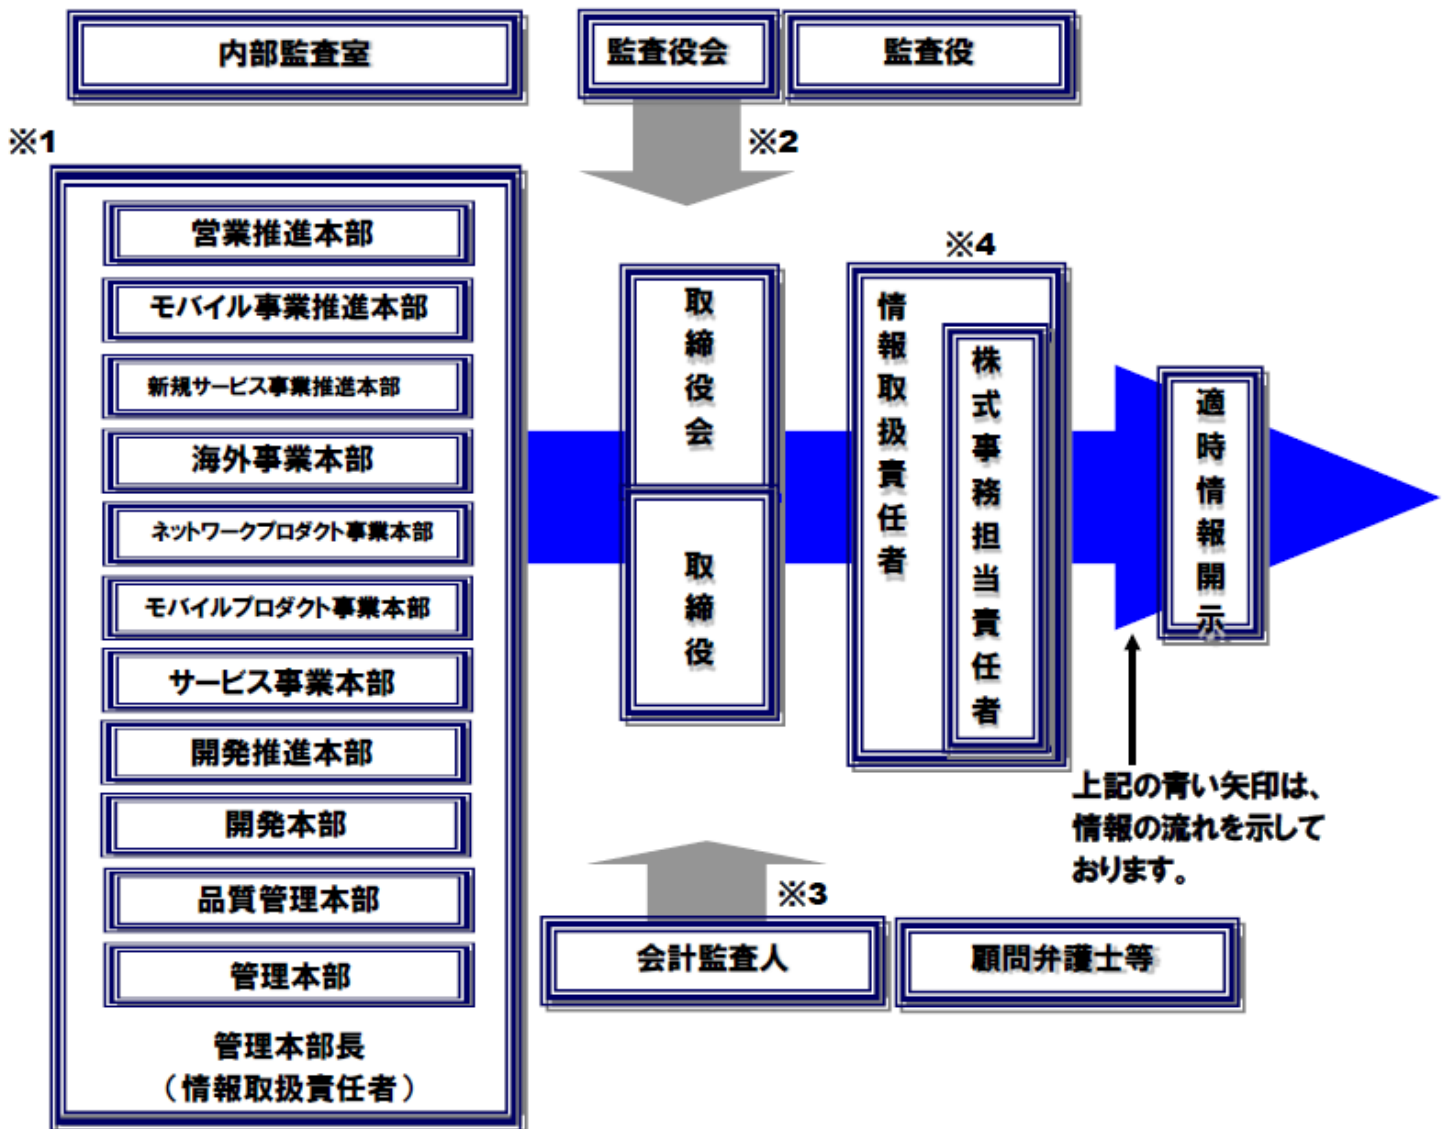 内部監査室
監査役会
監査役
※1
※2
営業推進本部
モバイル事業推進本部
新規サービス事業推進本部
海外事業本部
ネットワークプロダクト事業本部
モバイルプロダクト事業本部
サービス事業本部
開発推進本部
開発本部
品質管理本部
管理本部
管理本部長
（情報取扱責任者）
取締役会
取締役
※4
情報取扱責任者
株式事務担当責任者
適時情報開示
上記の青い矢印は、
情報の流れを示して
おります。
※3
会計監査人
顧問弁護士等